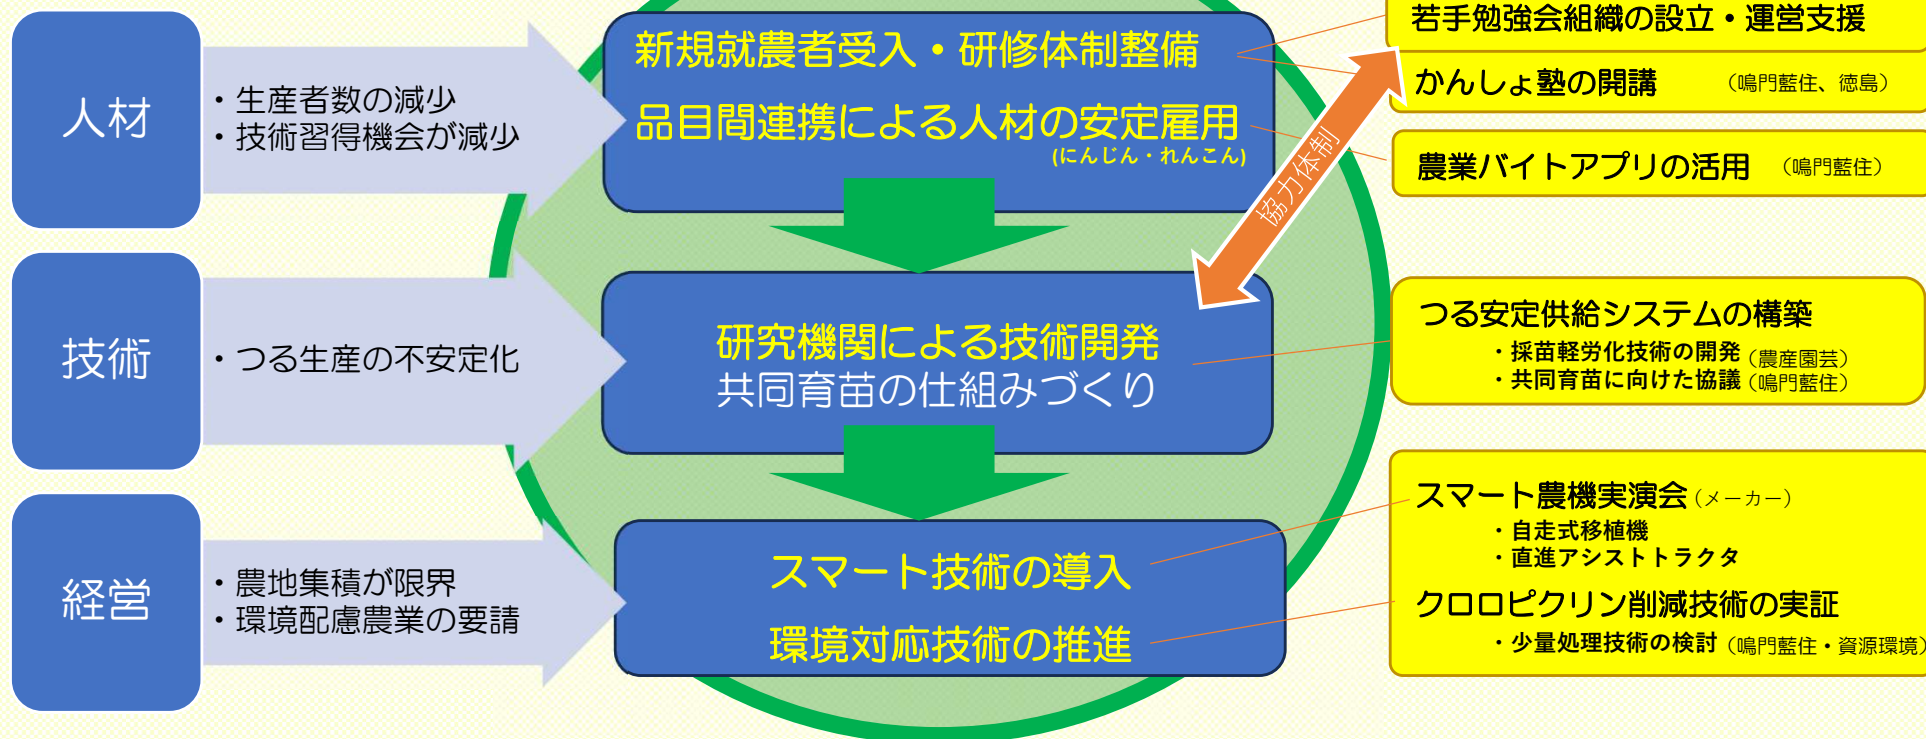 人材
・生産者数の減少
・技術習得機会が減少
新規就農者受入・研修体制整備
品目間連携による人材の安定雇用
(にんじん・れんこん)
若手勉強会組織の設立・運営支援
かんしょ塾の開講 （鳴門藍住、徳島）
農業バイトアプリの活用 （鳴門藍住）
協力体制
技術
・つる生産の不安定化
研究機関による技術開発
共同育苗の仕組みづくり
つる安定供給システムの構築
・採苗軽労化技術の開発（農産園芸）
・共同育苗に向けた協議（鳴門藍住）
経営
・農地集積が限界
・環境配慮農業の要請
スマート技術の導入
環境対応技術の推進
スマート農機実演会（メーカー）
・自走式移植機
・直進アシストトラクタ
クロロピクリン削減技術の実証
・少量処理技術の検討（鳴門藍住・資源環境）